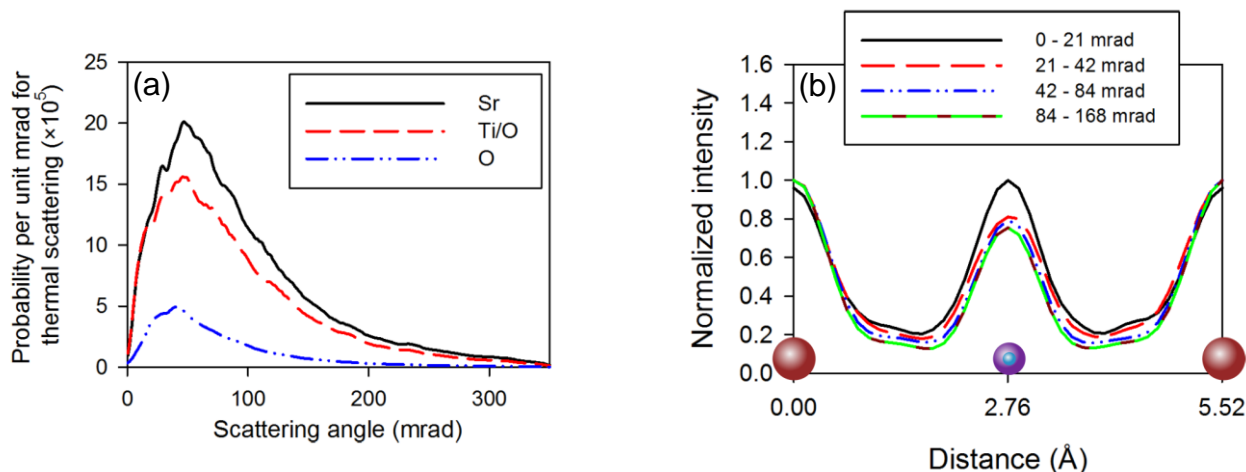 (a)
Probability per unit mrad for
thermal scattering (×10⁵)
25
20
15
10
5
0
Sr
Ti/O
O
0
100
200
300
Scattering angle (mrad)
(b)
0 - 21 mrad
21 - 42 mrad
42 - 84 mrad
84 - 168 mrad
Normalized intensity
1.6
1.4
1.2
1.0
0.8
0.6
0.4
0.2
0.0
0.00
2.76
5.52
Distance (Å)